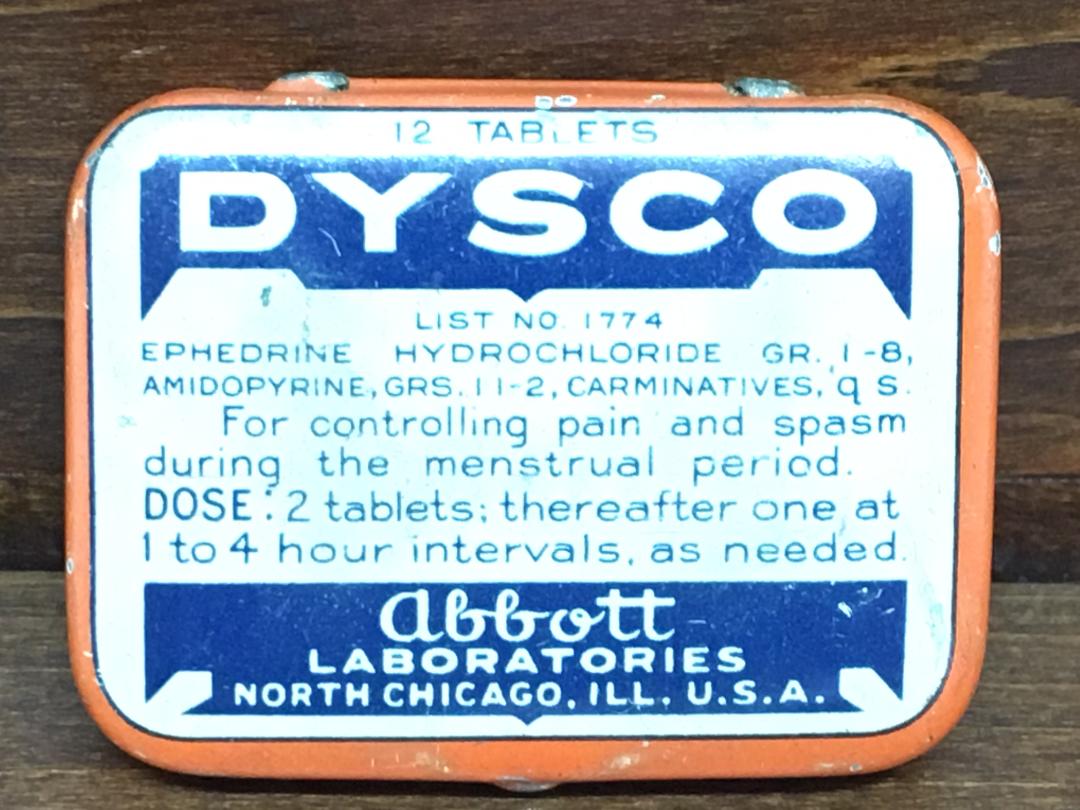 12 TABLETS
DYSCO
LIST NO. 1774
EPHEDRINE HYDROCHLORIDE GR. 1-8,
AMIDOPYRINE, GRS. 1 1-2, CARMINATIVES, q s.
For controlling pain and spasm
during the menstrual period.
DOSE: 2 tablets; thereafter one at
1 to 4 hour intervals, as needed.
abbott
LABORATORIES
NORTH CHICAGO, ILL. U.S.A.